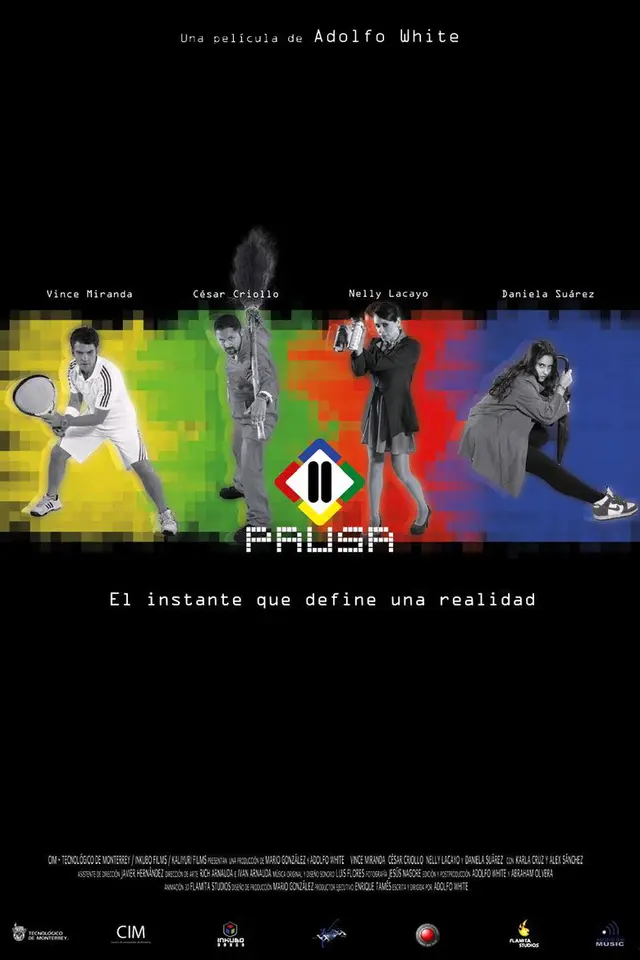 Una película de Adolfo White
Vince Miranda César Criollo Nelly Lacayo Daniela Suárez
PAUSA
El instante que define una realidad
CIM - TECNOLÓGICO DE MONTERREY / INKUBO FILMS / KALIYURI FILMS PRESENTAN UNA PRODUCCIÓN DE MARIO GONZÁLEZ Y ADOLFO WHITE VINCE MIRANDA CÉSAR CRIOLLO NELLY LACAYO Y DANIELA SUÁREZ CON KARLA CRUZ Y ALEX SÁNCHEZ
ASISTENTE DE DIRECCIÓN JAVIER HERNÁNDEZ DIRECCIÓN DE ARTE RICH ARNAUDA E IVAN ARNAUDA MÚSICA ORIGINAL Y DISEÑO SONORO LUIS FLORES FOTOGRAFÍA JESÚS NAGORE EDICIÓN Y POSTPRODUCCIÓN ADOLFO WHITE Y ABRAHAM OLVERA
ANIMACIÓN 3D FLAMITA STUDIOS DISEÑO DE PRODUCCIÓN MARIO GONZÁLEZ PRODUCTOR EJECUTIVO ENRIQUE TAMÉS ESCRITA Y DIRIGIDA POR ADOLFO WHITE
TECNOLÓGICO
DE MONTERREY.
CIM
INKUBO
FLAMITA
STUDIOS
MUSIC